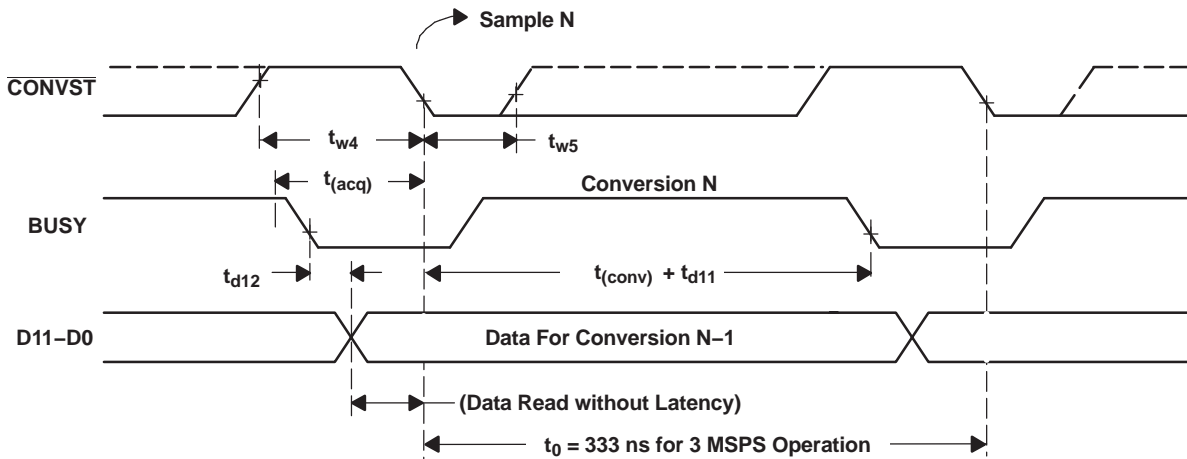 Sample N
CONVST
tw4
tw5
t(acq)
Conversion N
BUSY
td12
t(conv) + td11
D11–D0
Data For Conversion N–1
(Data Read without Latency)
t0 = 333 ns for 3 MSPS Operation